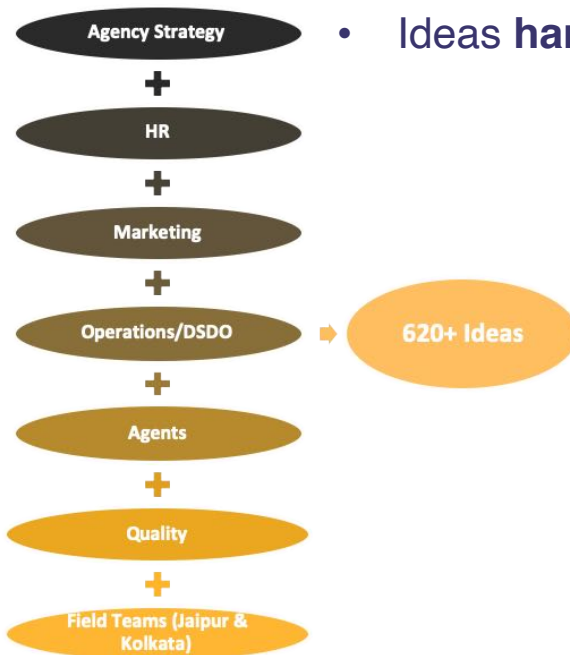 Agency Strategy
• Ideas
+
HR
+
Marketing
+
Operations/DSDO
620+ Ideas
+
Agents
+
Quality
+
Field Teams (Jaipur &
Kolkata)